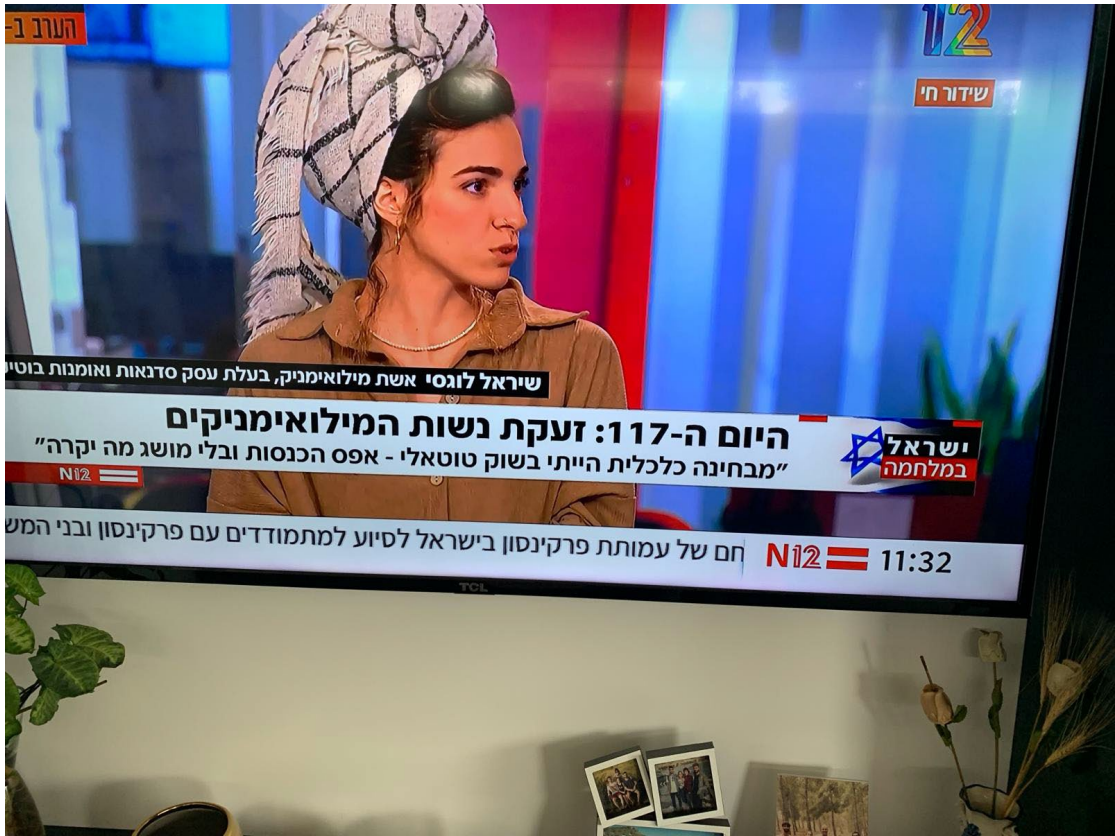 הערב ב-
12
שידור חי
שיראל לוגסי אשת מילואימניק, בעלת עסק סדנאות ואומנות
היום ה-117: זעקת נשות המילואימניקים
"מבחינה כלכלית הייתי בשוק טוטאלי - אפס הכנסות ובלי מושג מה יקרה"
ישראל
במלחמה
N12
חם של עמותת פרקינסון בישראל לסיוע למתמודדים עם פרקינסון ובני
N12 11:32
TCL